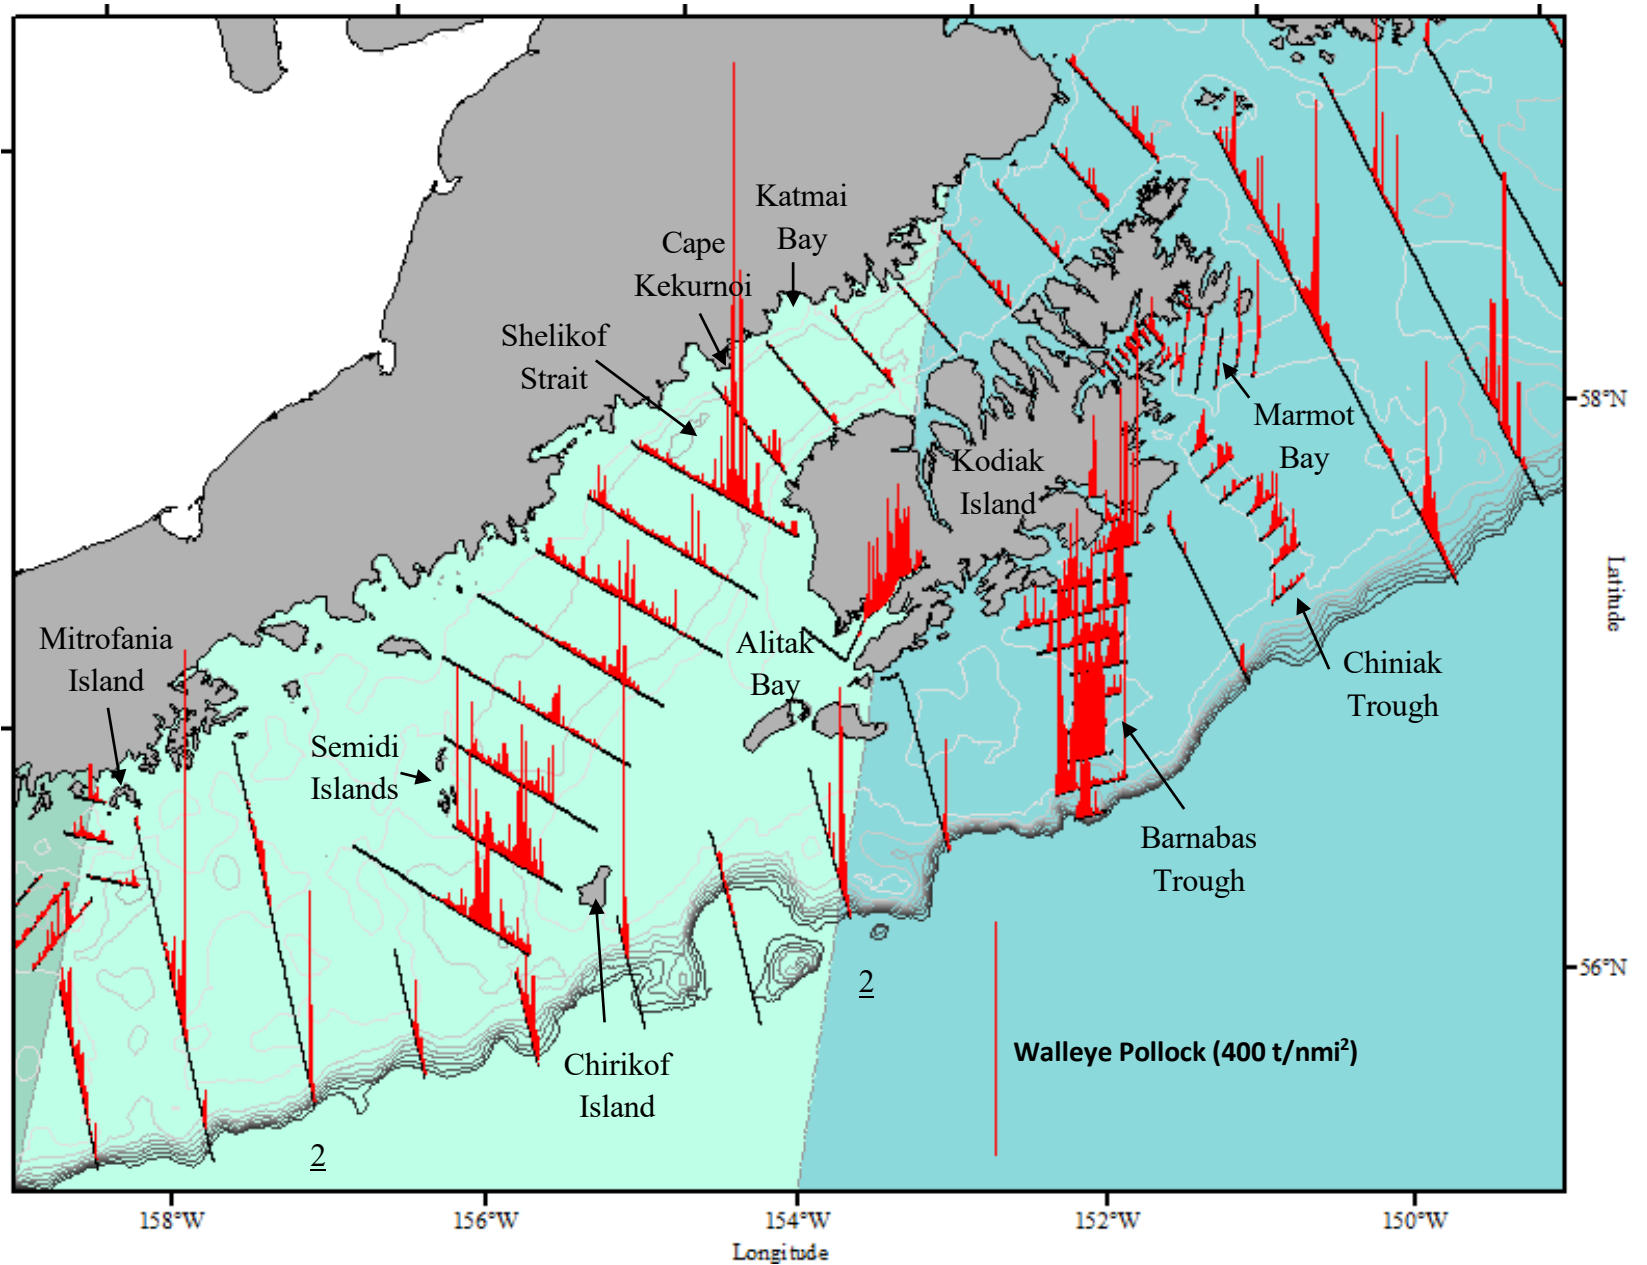 Katmai
Bay
Cape
Kekurnoi
Shelikof
Strait
58°N
Marmot
Bay
Kodiak
Island
Latitude
Mitrofania
Island
Alitak
Bay
Chiniak
Trough
Semidi
Islands
Barnabas
Trough
56°N
2
Walleye Pollock (400 t/nmi²)
Chirikof
Island
2
158°W
156°W
154°W
152°W
150°W
Longitude